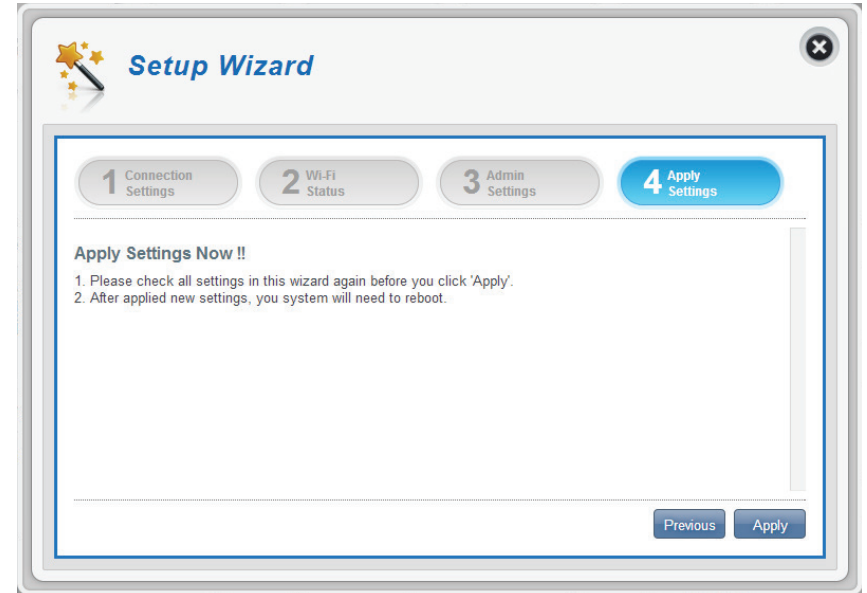 Setup Wizard
1 Connection Settings
2 Wi-Fi Status
3 Admin Settings
4 Apply Settings
Apply Settings Now !!
1. Please check all settings in this wizard again before you click 'Apply'.
2. After applied new settings, you system will need to reboot.
Previous
Apply